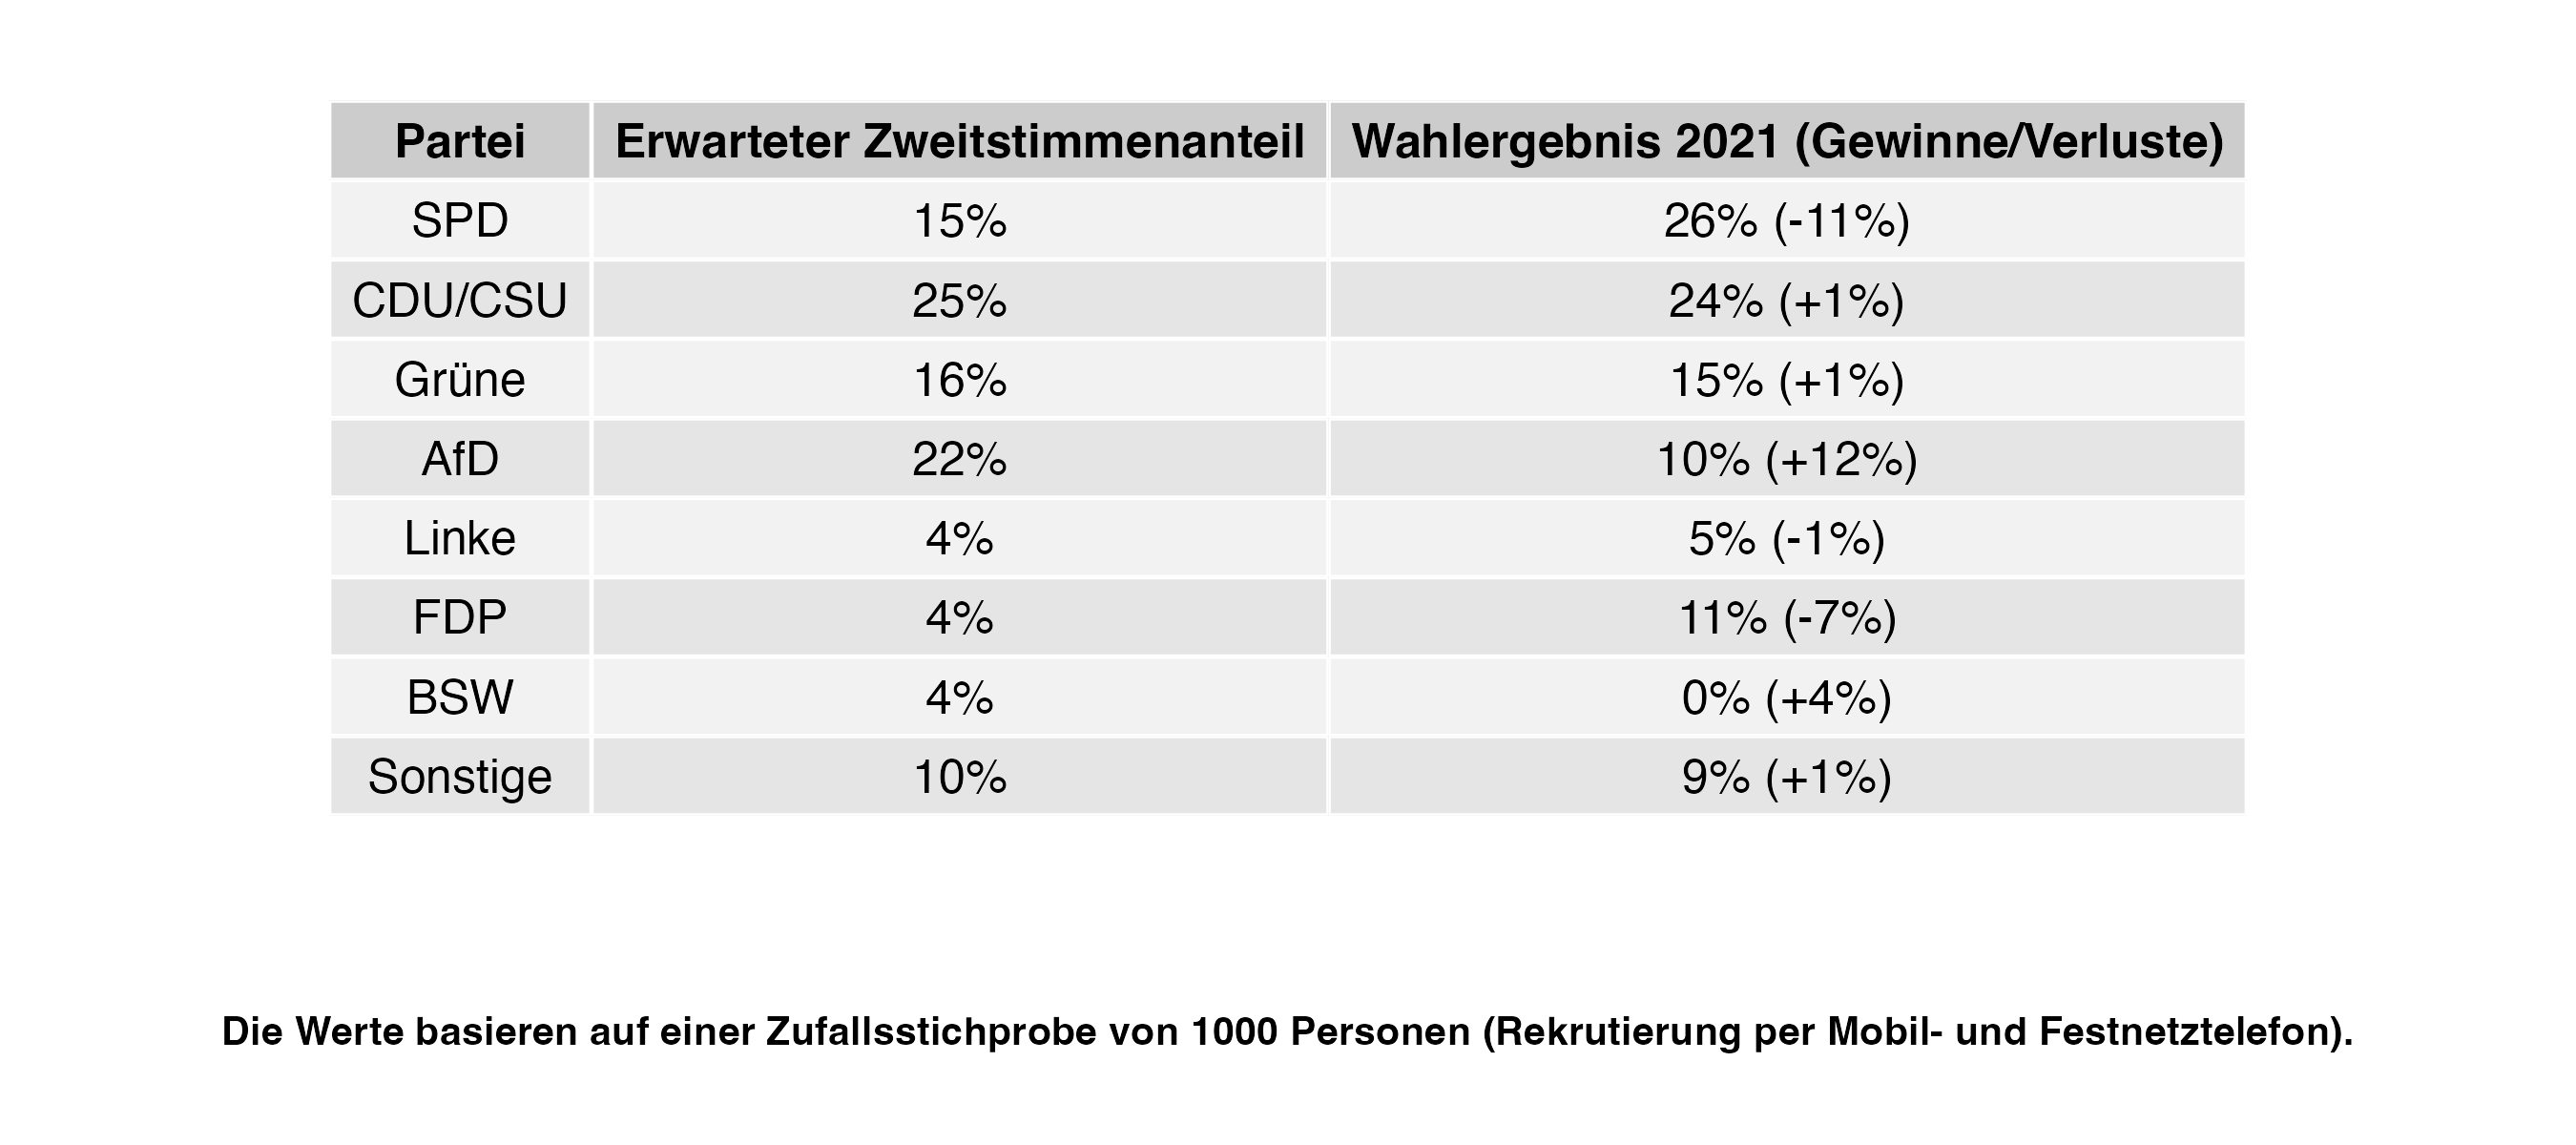 Partei Erwarteter Zweitstimmenanteil Wahlergebnis 2021 (Gewinne/Verluste)
SPD 15% 26% (-11%)
CDU/CSU 25% 24% (+1%)
Grüne 16% 15% (+1%)
AfD 22% 10% (+12%)
Linke 4% 5% (-1%)
FDP 4% 11% (-7%)
BSW 4% 0% (+4%)
Sonstige 10% 9% (+1%)
Die Werte basieren auf einer Zufallsstichprobe von 1000 Personen (Rekrutierung per Mobil- und Festnetztelefon).